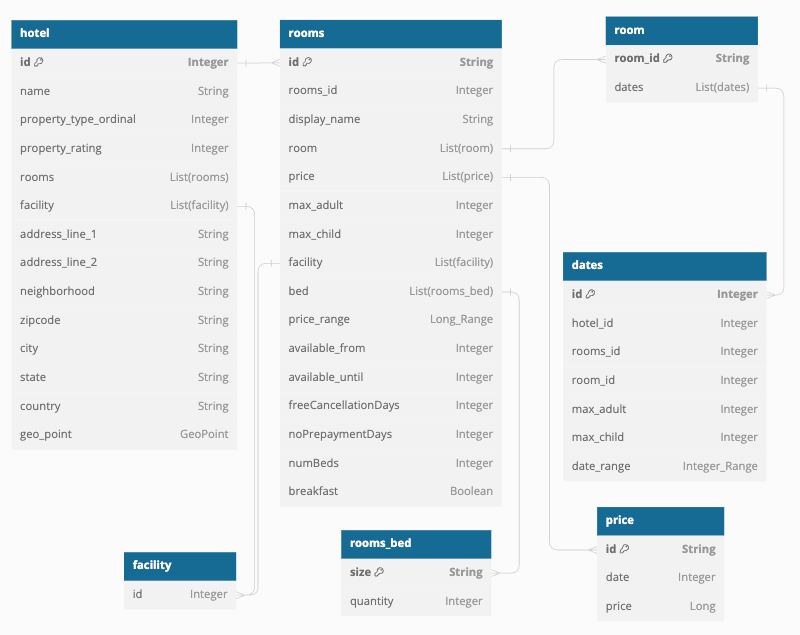 hotel
id Integer
name String
property_type_ordinal Integer
property_rating Integer
rooms List(rooms)
facility List(facility)
address_line_1 String
address_line_2 String
neighborhood String
zipcode String
city String
state String
country String
geo_point GeoPoint
rooms
id String
rooms_id Integer
display_name String
room List(room)
price List(price)
max_adult Integer
max_child Integer
facility List(facility)
bed List(rooms_bed)
price_range Long_Range
available_from Integer
available_until Integer
freeCancellationDays Integer
noPrepaymentDays Integer
numBeds Integer
breakfast Boolean
room
room_id String
dates List(dates)
dates
id Integer
hotel_id Integer
rooms_id Integer
room_id Integer
max_adult Integer
max_child Integer
date_range Integer_Range
price
id String
date Integer
price Long
rooms_bed
size String
quantity Integer
facility
id Integer